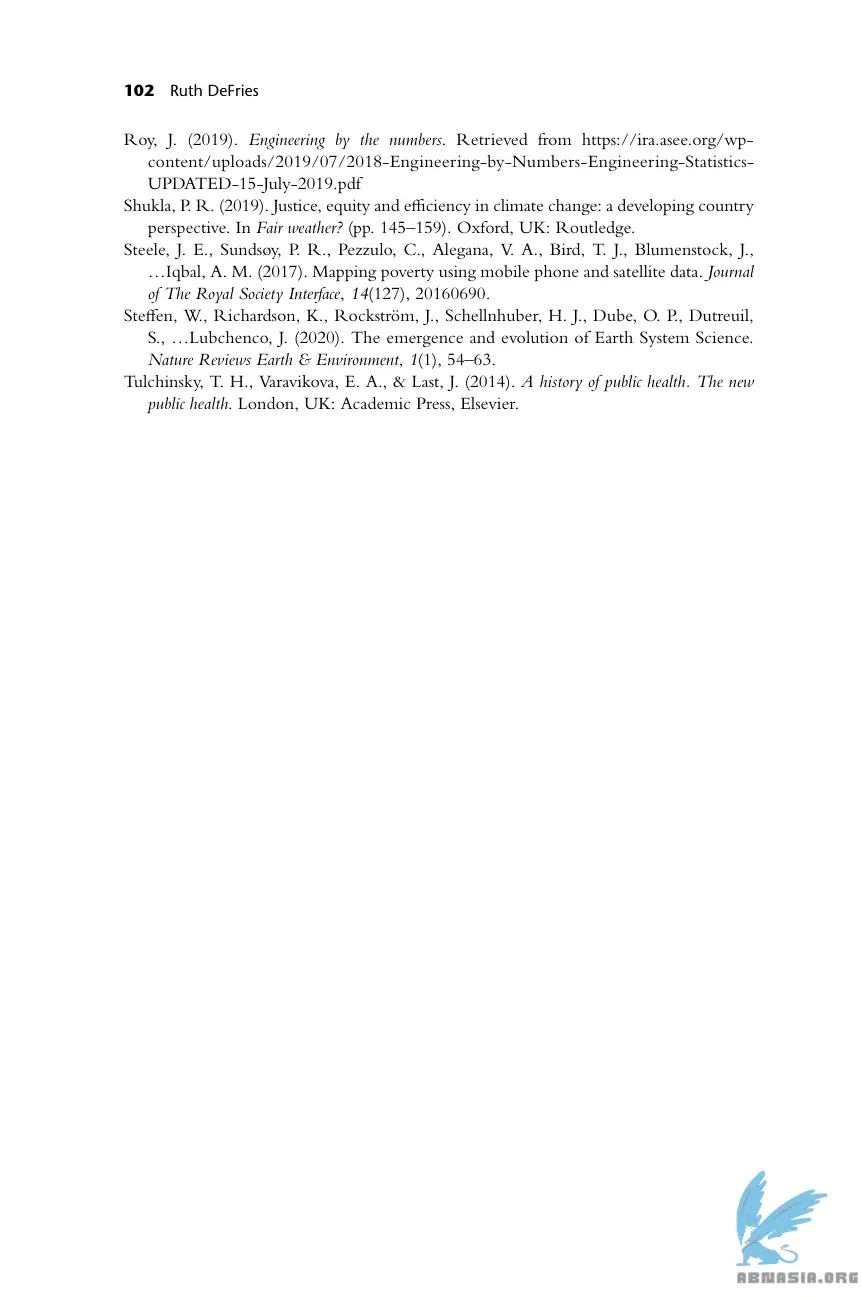 102 Ruth DeFries
Roy, J. (2019). Engineering by the numbers. Retrieved from https://ira.asee.org/wp-
content/uploads/2019/07/2018-Engineering-by-Numbers-Engineering-Statistics-
UPDATED-15-July-2019.pdf
Shukla, P. R. (2019). Justice, equity and efficiency in climate change: a developing country
perspective. In Fair weather? (pp. 145–159). Oxford, UK: Routledge.
Steele, J. E., Sundsøy, P. R., Pezzulo, C., Alegana, V. A., Bird, T. J., Blumenstock, J.,
…Iqbal, A. M. (2017). Mapping poverty using mobile phone and satellite data. Journal
of The Royal Society Interface, 14(127), 20160690.
Steffen, W., Richardson, K., Rockström, J., Schellnhuber, H. J., Dube, O. P., Dutreuil,
S., …Lubchenco, J. (2020). The emergence and evolution of Earth System Science.
Nature Reviews Earth & Environment, 1(1), 54–63.
Tulchinsky, T. H., Varavikova, E. A., & Last, J. (2014). A history of public health. The new
public health. London, UK: Academic Press, Elsevier.
ABNASIA.ORG